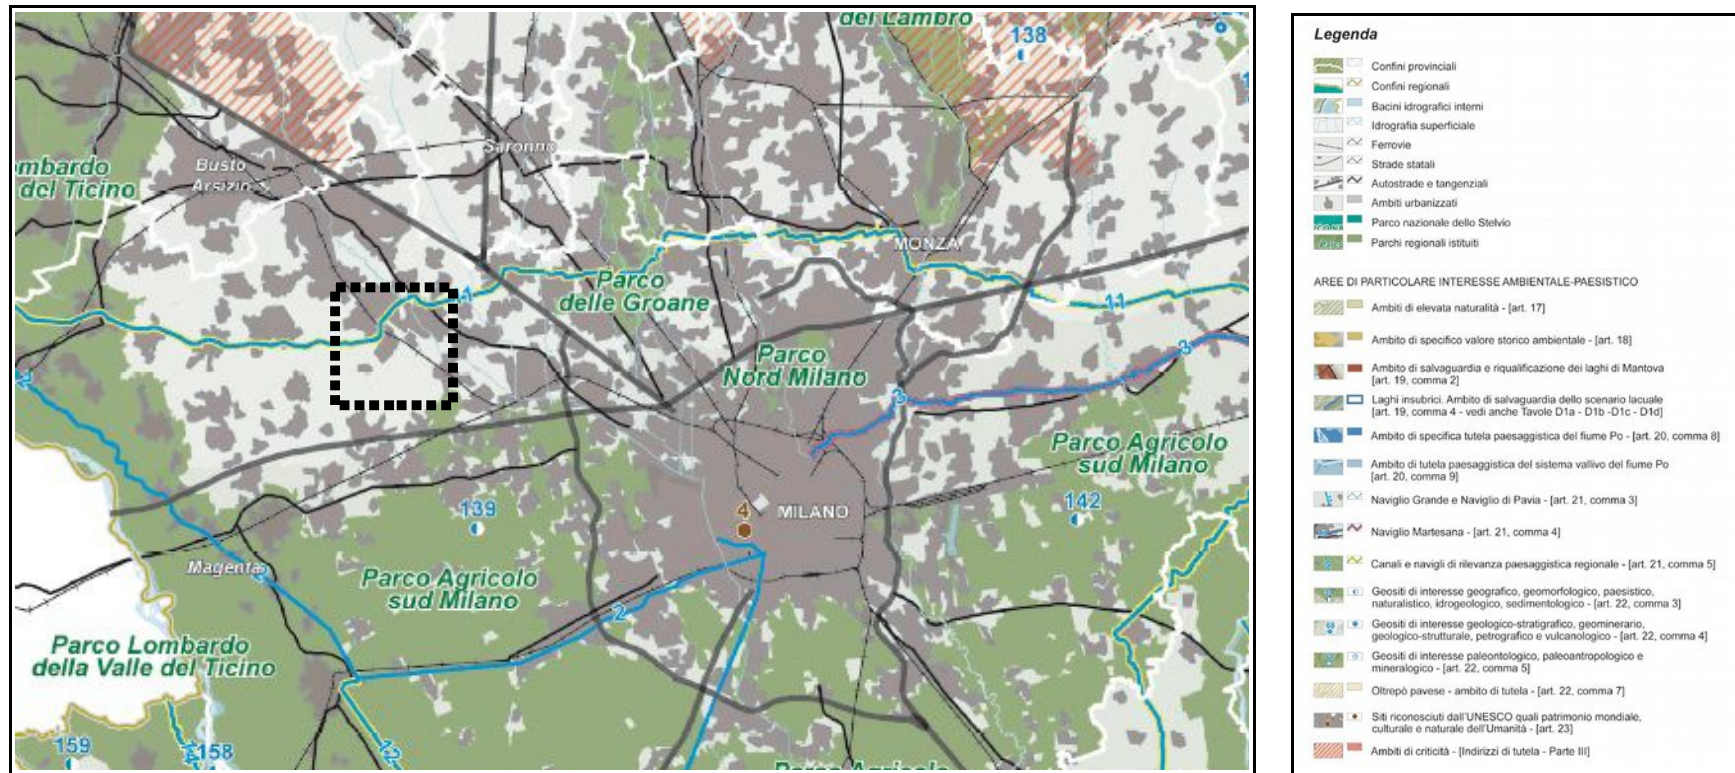 del Lambro
138
ombardo
del Ticino
Busto
Arsizio
Saronno
MONZA
Parco
delle Groane
11
3
Parco
Nord Milano
3
2
Parco Agricolo
sud Milano
139
4
MILANO
142
Magenta
2
Parco Agricolo
sud Milano
2
Parco Lombardo
della Valle del Ticino
159
158
12
Parco Agricolo
Legenda
Confini provinciali
Confini regionali
Bacini idrografici interni
Idrografia superficiale
Ferrovie
Strade statali
Autostrade e tangenziali
Ambiti urbanizzati
Parco nazionale dello Stelvio
Parchi regionali istituiti
AREE DI PARTICOLARE INTERESSE AMBIENTALE-PAESISTICO
Ambiti di elevata naturalità - [art. 17]
Ambito di specifico valore storico ambientale - [art. 18]
Ambito di salvaguardia e riqualificazione dei laghi di Mantova
[art. 19, comma 2]
Laghi insubrici. Ambito di salvaguardia dello scenario lacuale
[art. 19, comma 4 - vedi anche Tavole D1a - D1b -D1c - D1d]
Ambito di specifica tutela paesaggistica del fiume Po - [art. 20, comma 8]
Ambito di tutela paesaggistica del sistema vallivo del fiume Po
[art. 20, comma 9]
Naviglio Grande e Naviglio di Pavia - [art. 21, comma 3]
Naviglio Martesana - [art. 21, comma 4]
Canali e navigli di rilevanza paesaggistica regionale - [art. 21, comma 5]
Geositi di interesse geografico, geomorfologico, paesistico,
naturalistico, idrogeologico, sedimentologico - [art. 22, comma 3]
Geositi di interesse geologico-stratigrafico, geominerario,
geologico-strutturale, petrografico e vulcanologico - [art. 22, comma 4]
Geositi di interesse paleontologico, paleoantropologico e
mineralogico - [art. 22, comma 5]
Oltrepò pavese - ambito di tutela - [art. 22, comma 7]
Siti riconosciuti dall'UNESCO quali patrimonio mondiale,
culturale e naturale dell'Umanità - [art. 23]
Ambiti di criticità - [Indirizzi di tutela - Parte III]